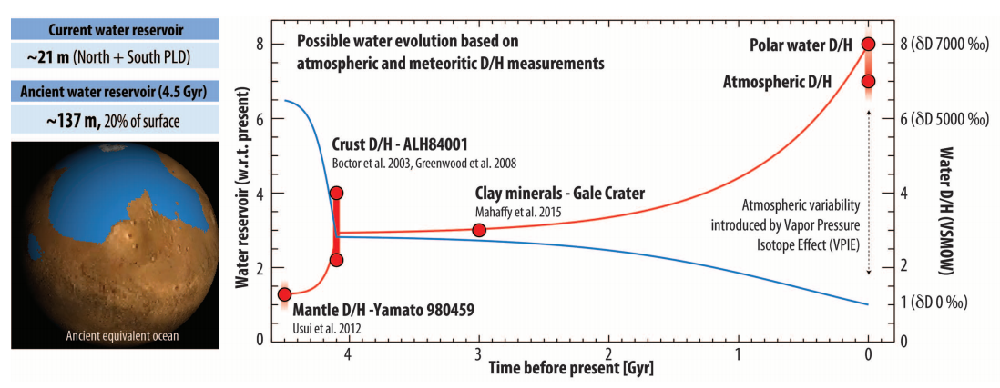 Current water reservoir
~21 m (North + South PLD)
Ancient water reservoir (4.5 Gyr)
~137 m, 20% of surface
Ancient equivalent ocean
Possible water evolution based on
atmospheric and meteoritic D/H measurements
Polar water D/H
Atmospheric D/H
Crust D/H - ALH84001
Boctor et al. 2003, Greenwood et al. 2008
Clay minerals - Gale Crater
Mahaffy et al. 2015
Atmospheric variability
introduced by Vapor Pressure
Isotope Effect (VPIE)
Mantle D/H -Yamato 980459
Usui et al. 2012
Water reservoir (w.r.t. present)
8
6
4
2
0
4
3
2
1
0
Time before present [Gyr]
8 (δD 7000 ‰)
6 (δD 5000 ‰)
4
2
1 (δD 0 ‰)
0
Water D/H (VSMOW)